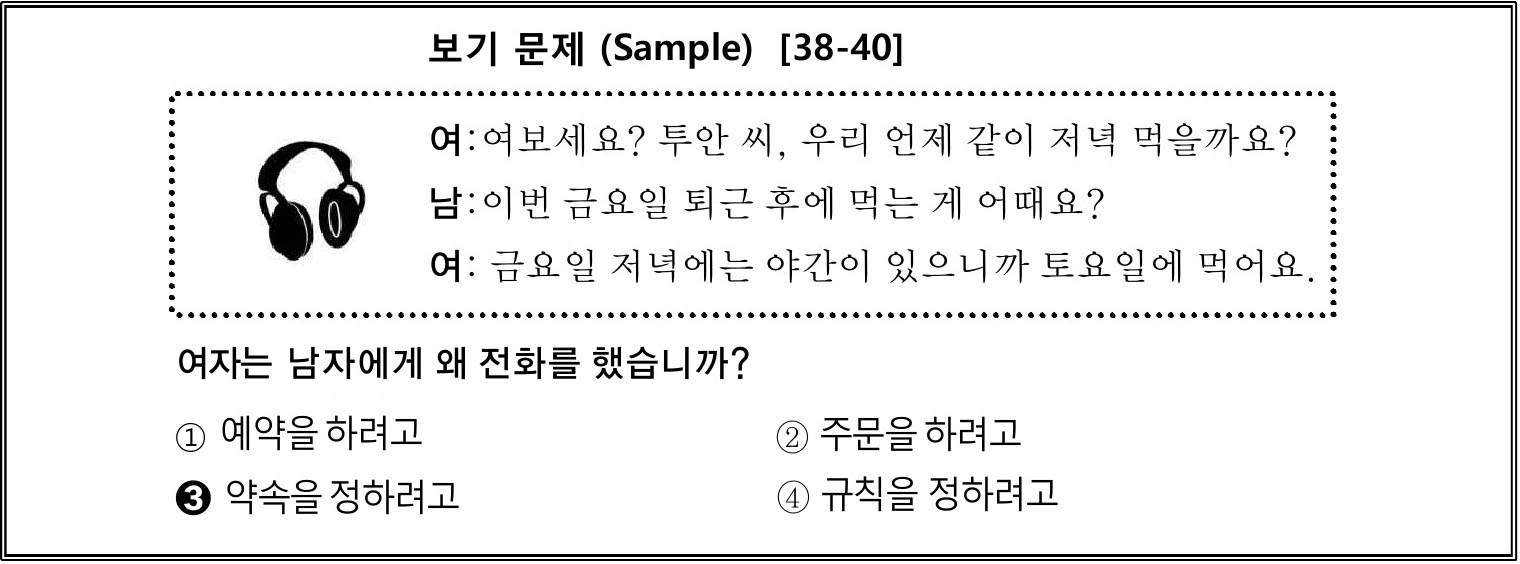 보기 문제 (Sample) [38-40]
여:여보세요? 투안 씨, 우리 언제 같이 저녁 먹을까요?
남:이번 금요일 퇴근 후에 먹는 게 어때요?
여: 금요일 저녁에는 야간이 있으니까 토요일에 먹어요.
여자는 남자에게 왜 전화를 했습니까?
① 예약을 하려고 ② 주문을 하려고
❸ 약속을 정하려고 ④ 규칙을 정하려고